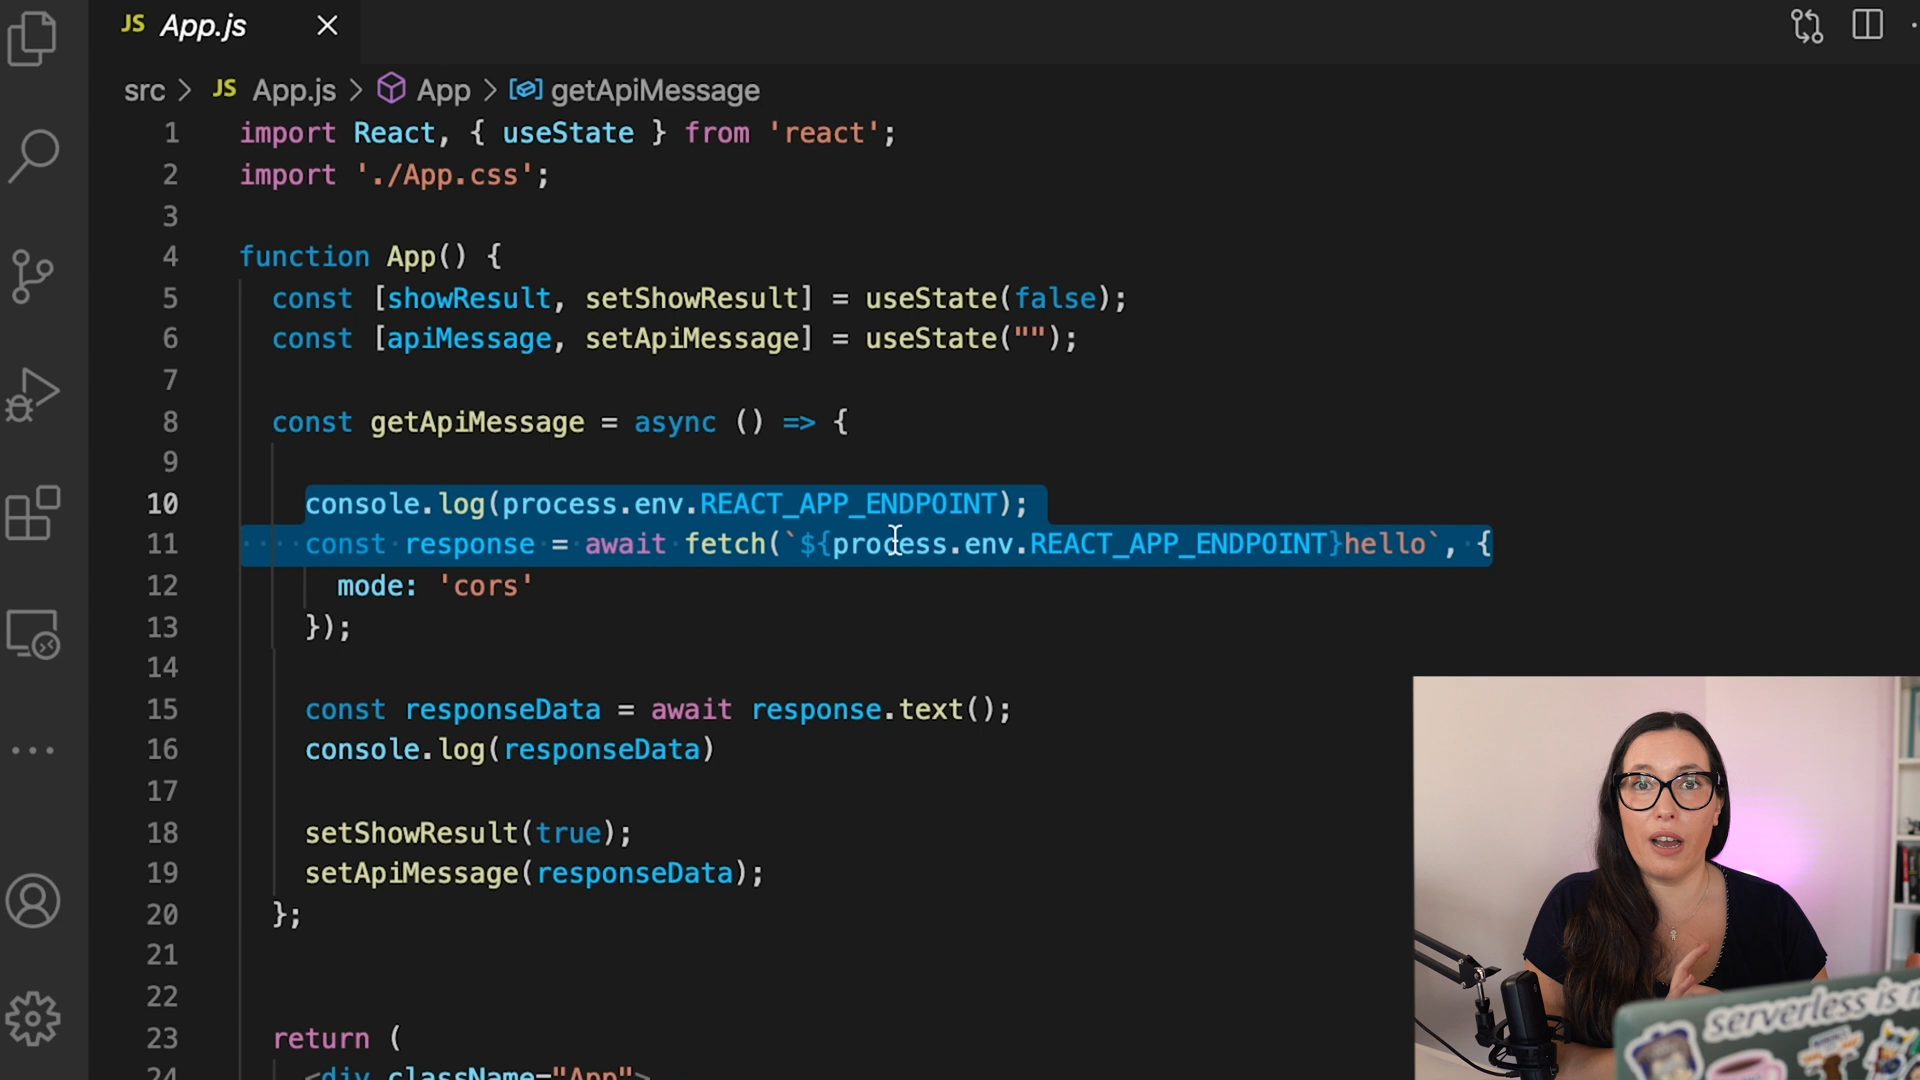 JS App.js
src > JS App.js > App > getApiMessage
1 import React, { useState } from 'react';
2 import './App.css';
3
4 function App() {
5 const [showResult, setShowResult] = useState(false);
6 const [apiMessage, setApiMessage] = useState("");
7
8 const getApiMessage = async () => {
9
10 console.log(process.env.REACT_APP_ENDPOINT);
11 const response = await fetch(`${process.env.REACT_APP_ENDPOINT}hello`, {
12 mode: 'cors'
13 });
14
15 const responseData = await response.text();
16 console.log(responseData)
17
18 setShowResult(true);
19 setApiMessage(responseData);
20 };
21
22
23 return (
24 <div className="App">
serverless is